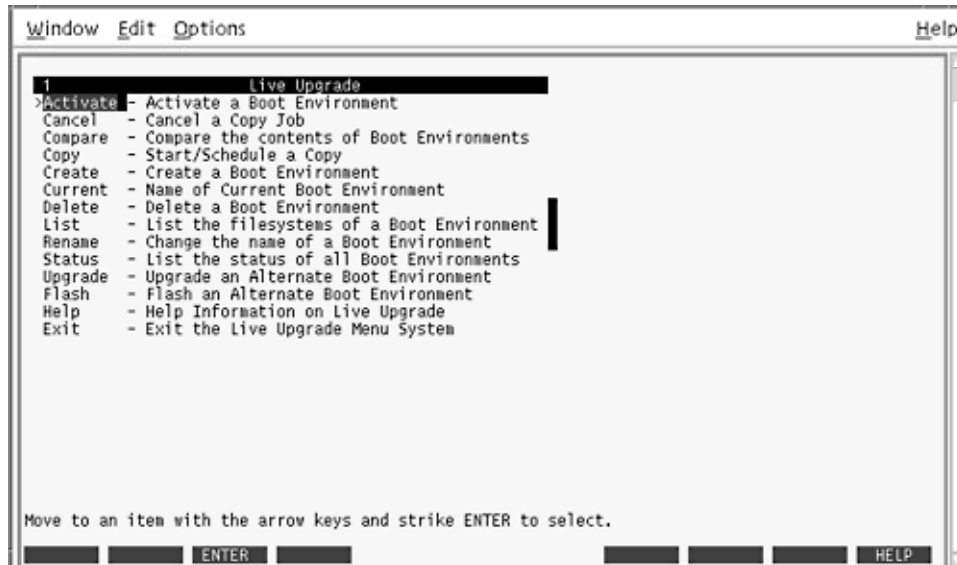 Window Edit Options Help
1 Live Upgrade
>Activate - Activate a Boot Environment
Cancel - Cancel a Copy Job
Compare - Compare the contents of Boot Environments
Copy - Start/Schedule a Copy
Create - Create a Boot Environment
Current - Name of Current Boot Environment
Delete - Delete a Boot Environment
List - List the filesystems of a Boot Environment
Rename - Change the name of a Boot Environment
Status - List the status of all Boot Environments
Upgrade - Upgrade an Alternate Boot Environment
Flash - Flash an Alternate Boot Environment
Help - Help Information on Live Upgrade
Exit - Exit the Live Upgrade Menu System
Move to an item with the arrow keys and strike ENTER to select.
ENTER HELP